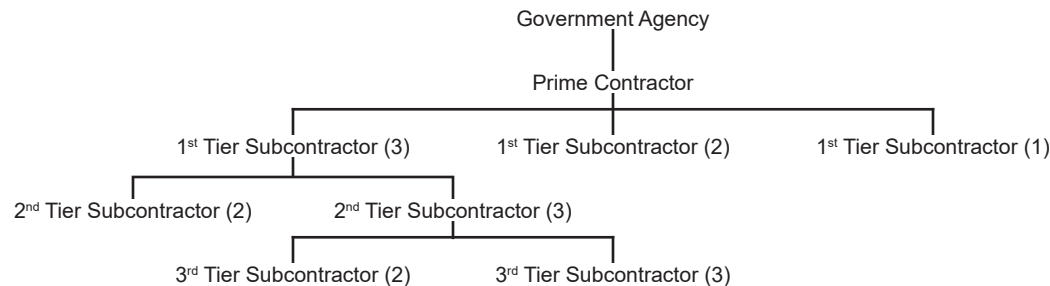 Government Agency
Prime Contractor
1st Tier Subcontractor (3)
1st Tier Subcontractor (2)
1st Tier Subcontractor (1)
2nd Tier Subcontractor (2)
2nd Tier Subcontractor (3)
3rd Tier Subcontractor (2)
3rd Tier Subcontractor (3)